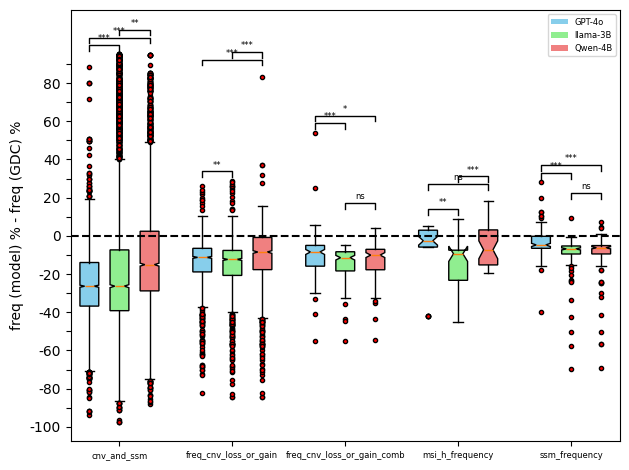 GPT-4o
llama-3B
Qwen-4B
freq (model) % - freq (GDC) %
80
60
40
20
0
-20
-40
-60
-80
-100
***
***
**
**
***
***
***
*
ns
**
ns
***
***
***
ns
cnv_and_ssm
freq_cnv_loss_or_gain
freq_cnv_loss_or_gain_comb
msi_h_frequency
ssm_frequency